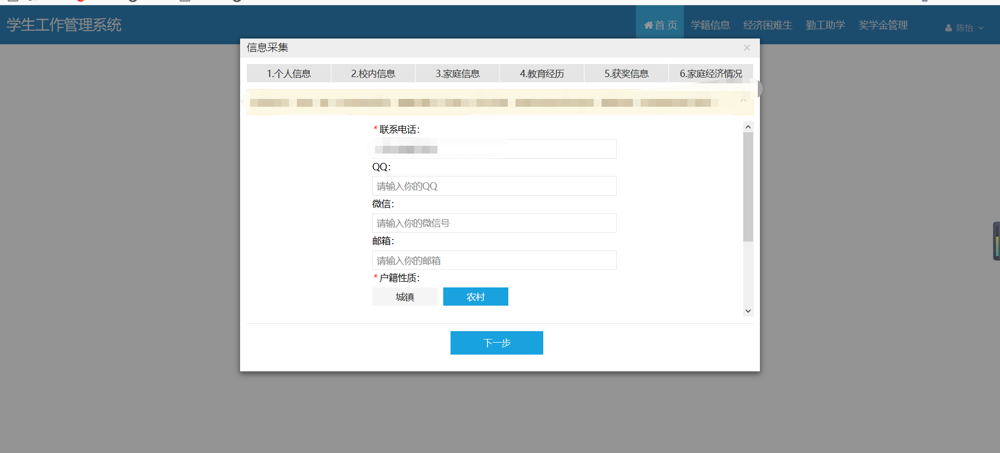 学生工作管理系统
首 页 学籍信息 经济困难生 勤工助学 奖学金管理 陈怡
信息采集
1.个人信息 2.校内信息 3.家庭信息 4.教育经历 5.获奖信息 6.家庭经济情况
* 联系电话：
QQ：
请输入你的QQ
微信：
请输入你的微信号
邮箱：
请输入你的邮箱
* 户籍性质：
城镇 农村
下一步